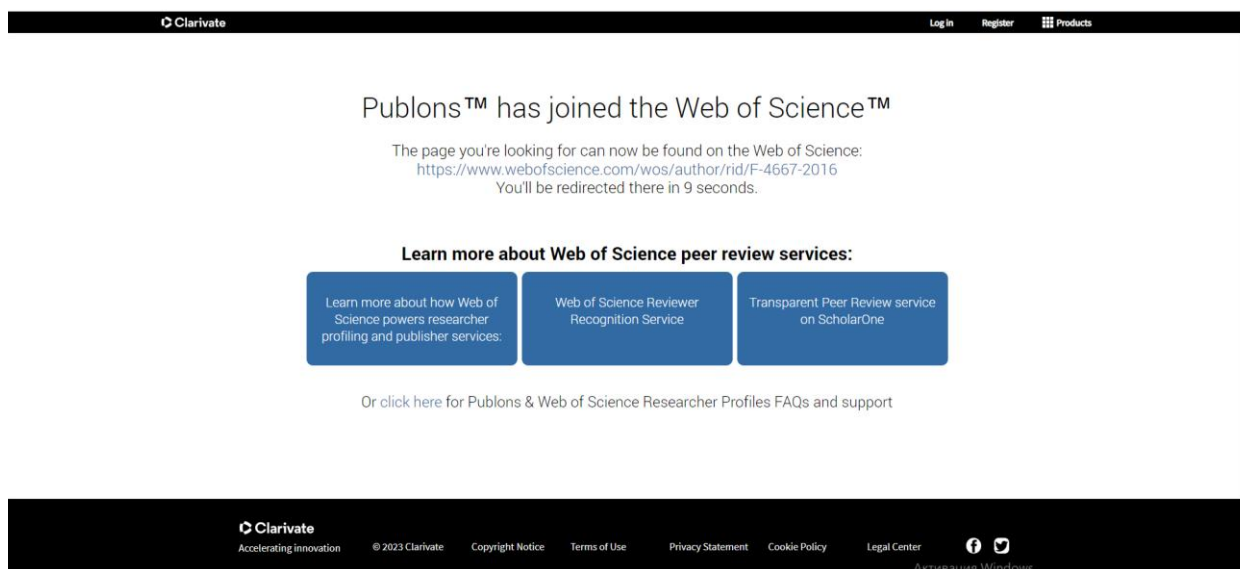 Clarivate
Log in Register Products
Publons™ has joined the Web of Science™
The page you're looking for can now be found on the Web of Science:
https://www.webofscience.com/wos/author/rid/F-4667-2016
You'll be redirected there in 9 seconds.
Learn more about Web of Science peer review services:
Learn more about how Web of
Science powers researcher
profiling and publisher services:
Web of Science Reviewer
Recognition Service
Transparent Peer Review service
on ScholarOne
Or click here for Publons & Web of Science Researcher Profiles FAQs and support
Clarivate
Accelerating innovation © 2023 Clarivate Copyright Notice Terms of Use Privacy Statement Cookie Policy Legal Center
Активация Windows